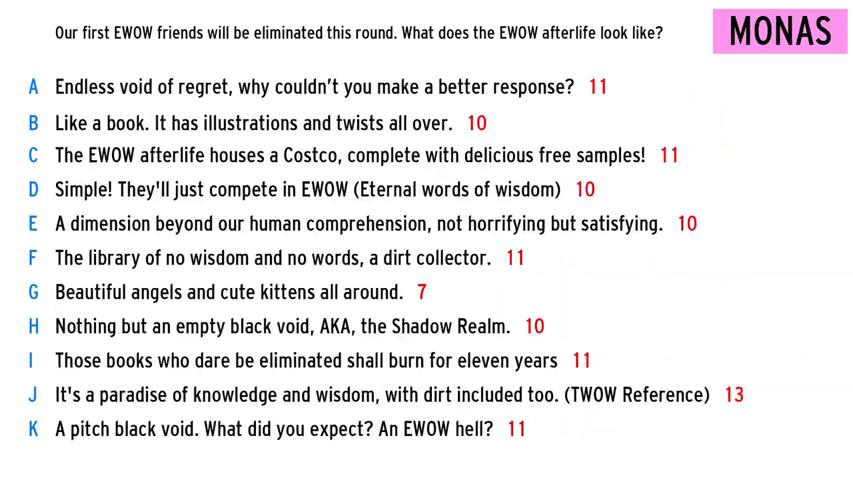 Our first EWOW friends will be eliminated this round. What does the EWOW afterlife look like?
MONAS
A Endless void of regret, why couldn't you make a better response? 11
B Like a book. It has illustrations and twists all over. 10
C The EWOW afterlife houses a Costco, complete with delicious free samples! 11
D Simple! They'll just compete in EWOW (Eternal words of wisdom) 10
E A dimension beyond our human comprehension, not horrifying but satisfying. 10
F The library of no wisdom and no words, a dirt collector. 11
G Beautiful angels and cute kittens all around. 7
H Nothing but an empty black void, AKA, the Shadow Realm. 10
I Those books who dare be eliminated shall burn for eleven years 11
J It's a paradise of knowledge and wisdom, with dirt included too. (TWOW Reference) 13
K A pitch black void. What did you expect? An EWOW hell? 11